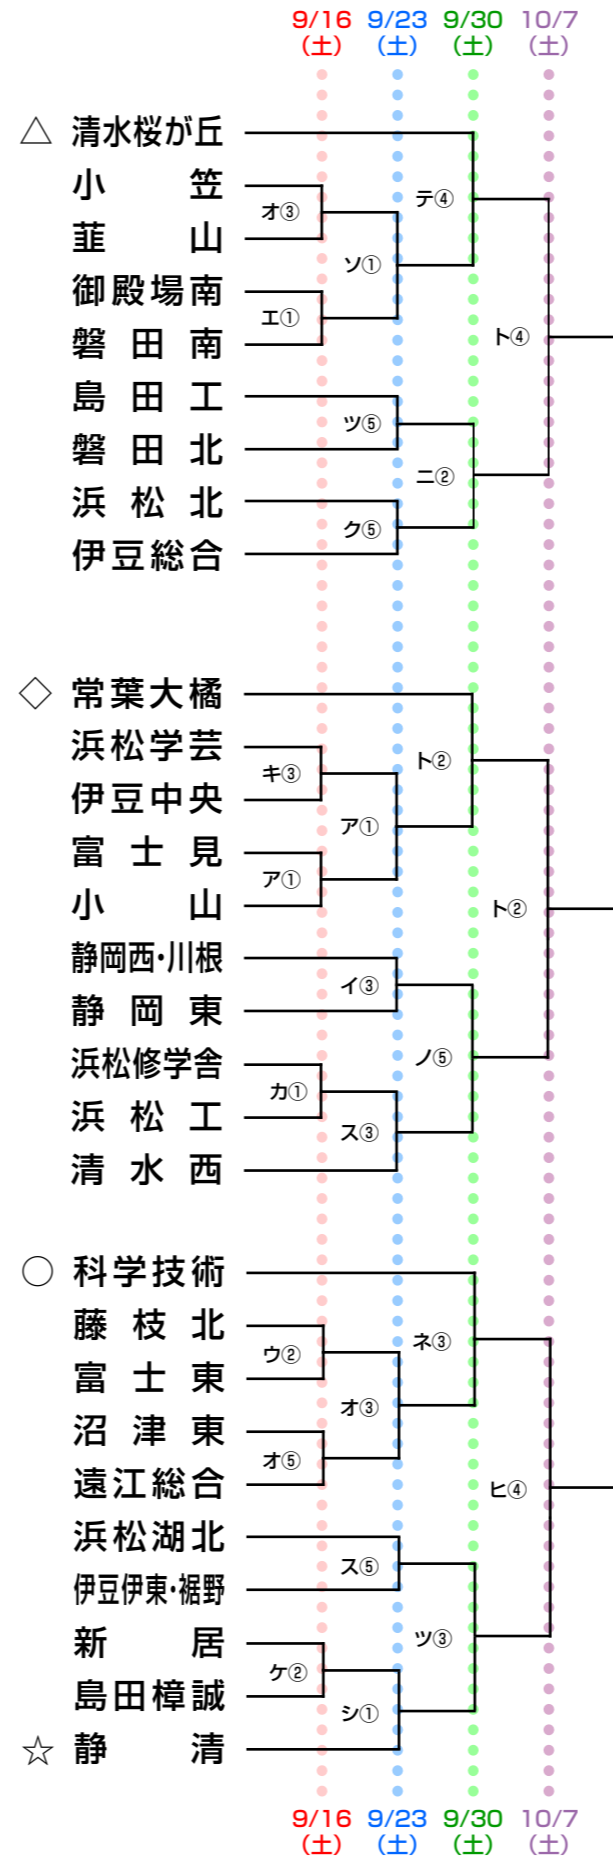 9/16 9/23 9/30 10/7
(土) (土) (土) (土)
△ 清水桜が丘
小笠
韮山
御殿場南
磐田南
島田工
磐田北
浜松北
伊豆総合
オ③
エ①
ソ①
ツ⑤
ク⑤
テ④
ニ②
ト④
◇ 常葉大橘
浜松学芸
伊豆中央
富士見
小山
静岡西・川根
静岡東
浜松修学舎
浜松工
清水西
キ③
ア①
カ①
ア①
イ③
ス③
ト②
ノ⑤
ト②
○ 科学技術
藤枝北
富士東
沼津東
遠江総合
浜松湖北
伊豆伊東・裾野
新居
島田樟誠
☆ 静清
ウ②
オ⑤
ケ②
オ③
ス⑤
シ①
ネ③
ツ③
ヒ④
9/16 9/23 9/30 10/7
(土) (土) (土) (土)